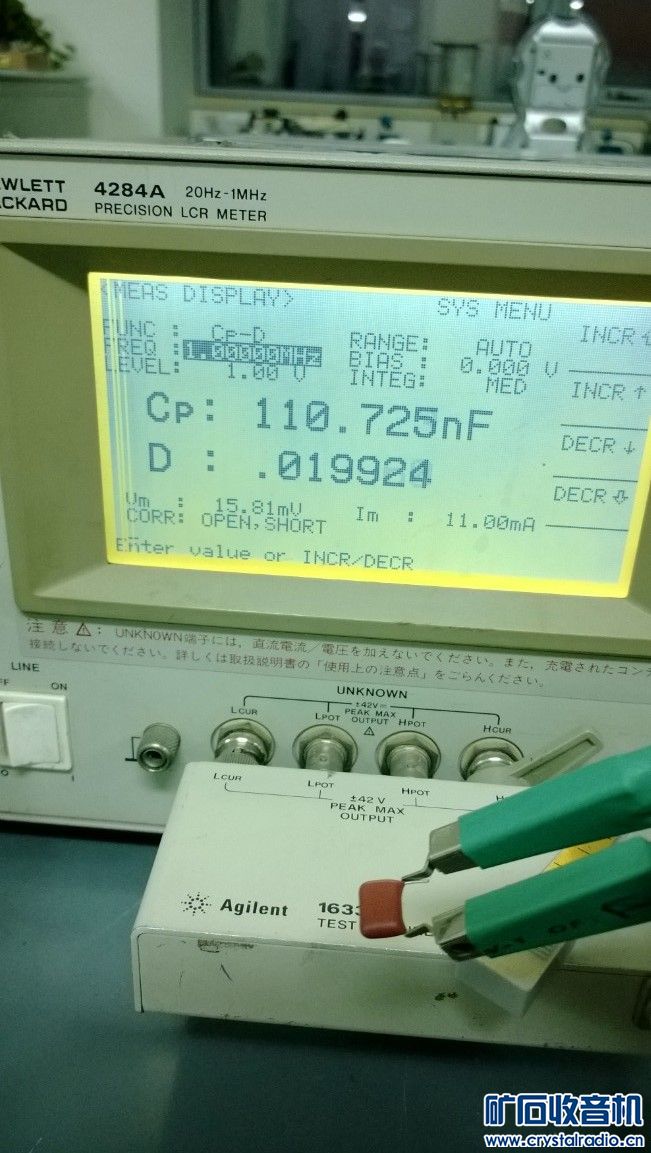 WLETT
CKARD
4284A 20Hz-1MHz
PRECISION LCR METER
<MEAS DISPLAY>
SYS MENU
FUNC : Cp-D
FREQ :1.00000MHz
LEVEL: 1.00 V
RANGE: AUTO
BIAS : 0.000 V
INTEG: MED
INCR
INCR ↑
DECR ↓
DECR
Cp: 110.725nF
D : .019924
Vm : 15.81mV
Im : 11.00mA
CORR: OPEN,SHORT
Enter value or INCR/DECR
注意 ⚠: UNKNOWN端子には,直流電流/電圧を加えないでください。また,充電されたコンデ
接続しないでください。詳しくは取扱説明書の「使用上の注意点」をごらんください。
LINE
ON
UNKNOWN
LCUR LPOT ±42V PEAK MAX OUTPUT HPOT HCUR
LCUR LPOT HPOT H
±42V
PEAK MAX
OUTPUT
Agilent
TEST
矿石收音机
www.crystalradio.cn